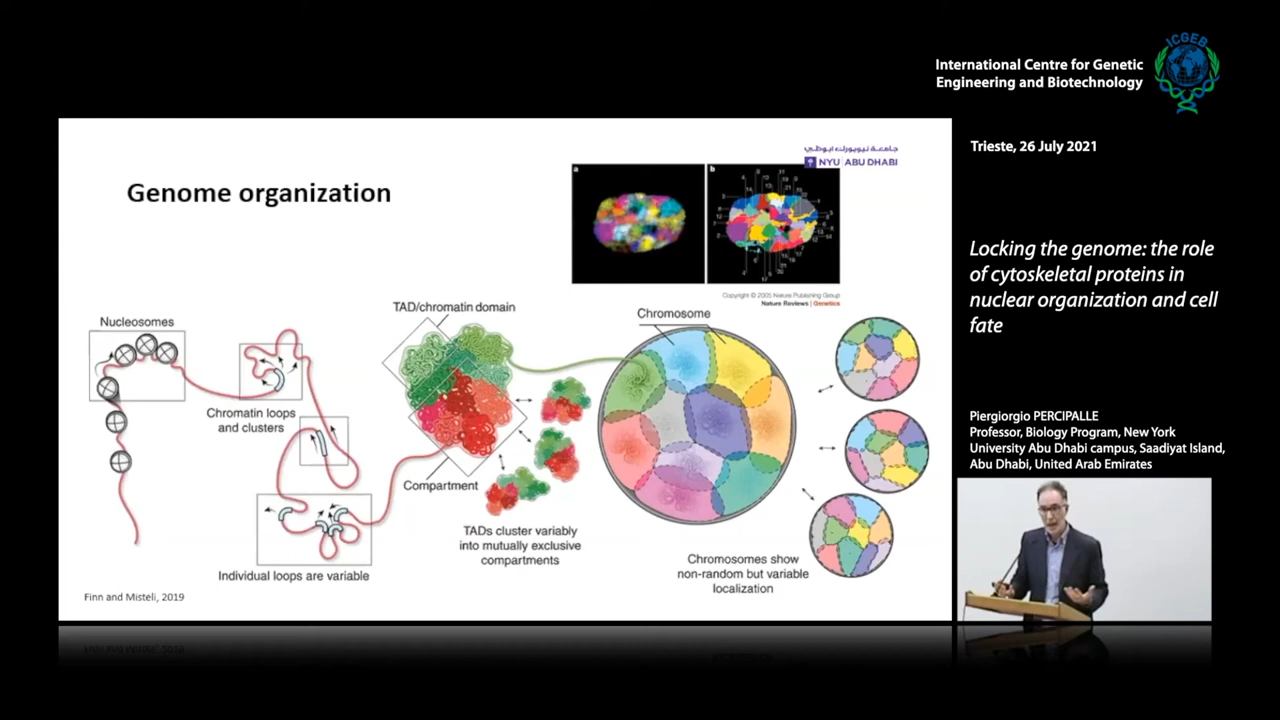 International Centre for Genetic
Engineering and Biotechnology
ICGEB
Trieste, 26 July 2021
Locking the genome: the role
of cytoskeletal proteins in
nuclear organization and cell
fate
Piergiorgio PERCIPALLE
Professor, Biology Program, New York
University Abu Dhabi campus, Saadiyat Island,
Abu Dhabi, United Arab Emirates
جامعـة نيويورك أبوظـبي
NYU ABU DHABI
Genome organization
a
b
Copyright © 2005 Nature Publishing Group
Nature Reviews | Genetics
TAD/chromatin domain
Chromosome
Nucleosomes
Chromatin loops
and clusters
Compartment
TADs cluster variably
into mutually exclusive
compartments
Chromosomes show
non-random but variable
localization
Individual loops are variable
Finn and Misteli, 2019